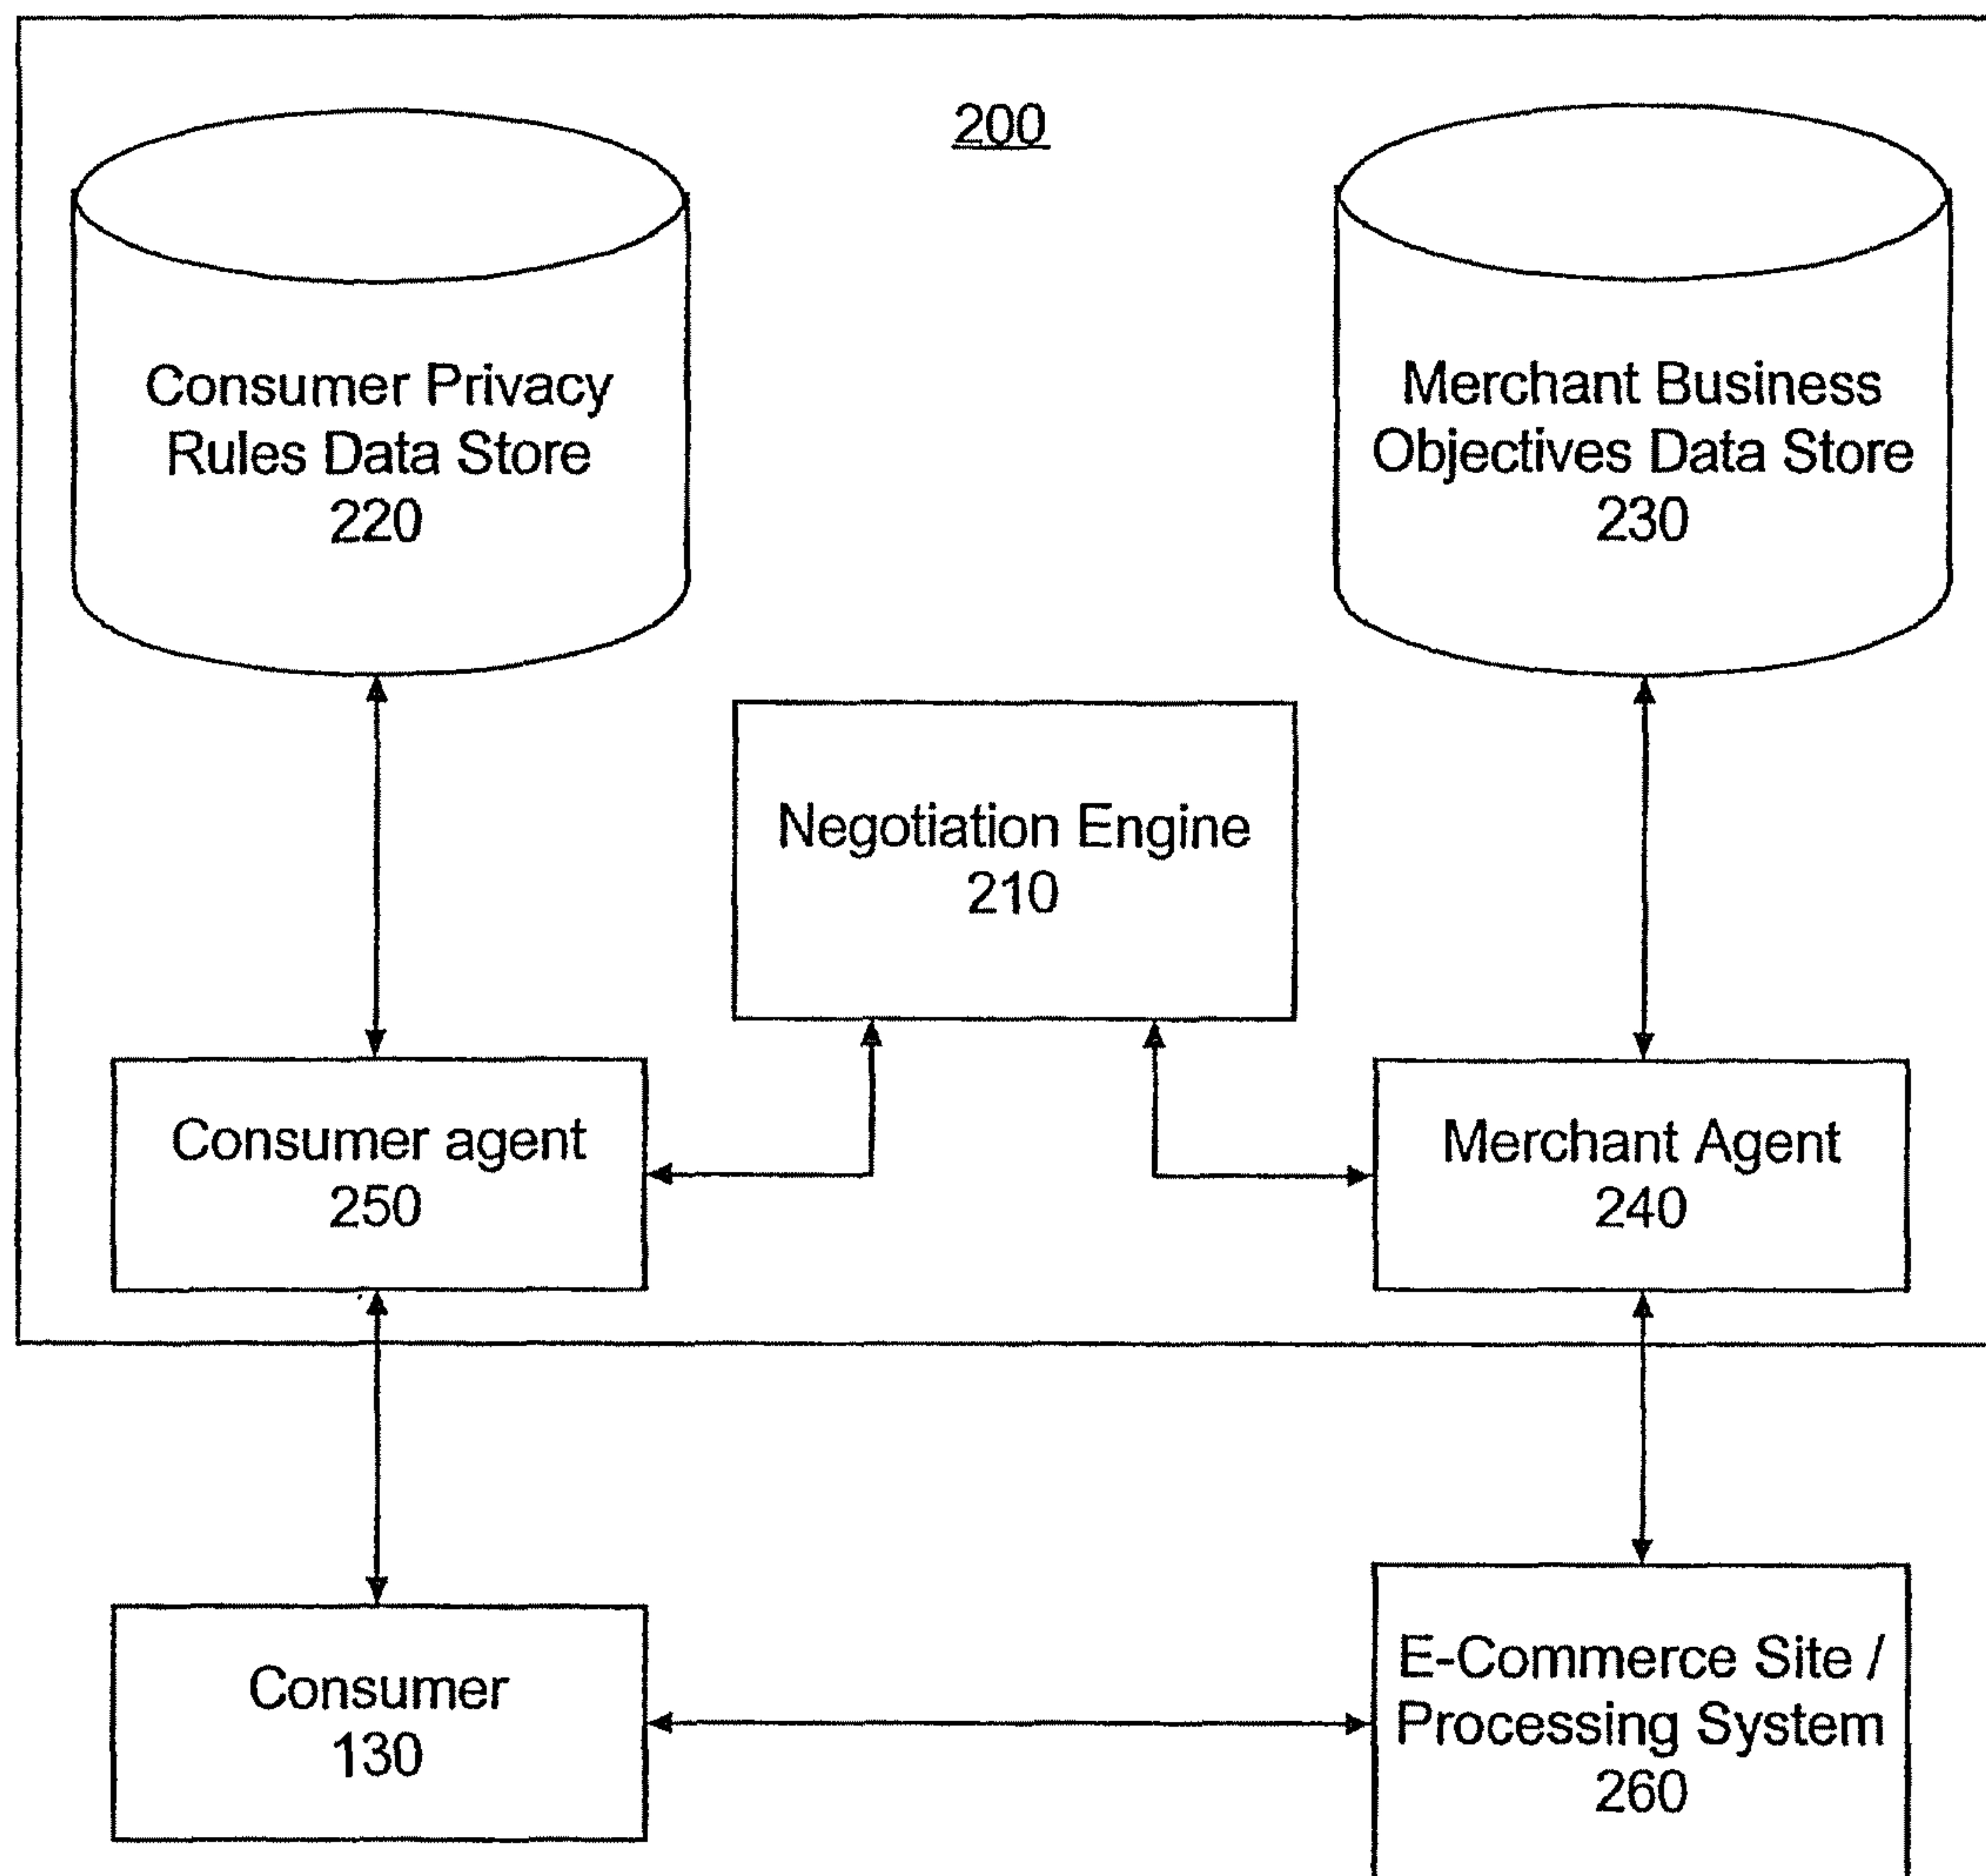 200
Consumer Privacy
Rules Data Store
220
Merchant Business
Objectives Data Store
230
Negotiation Engine
210
Consumer agent
250
Merchant Agent
240
Consumer
130
E-Commerce Site /
Processing System
260